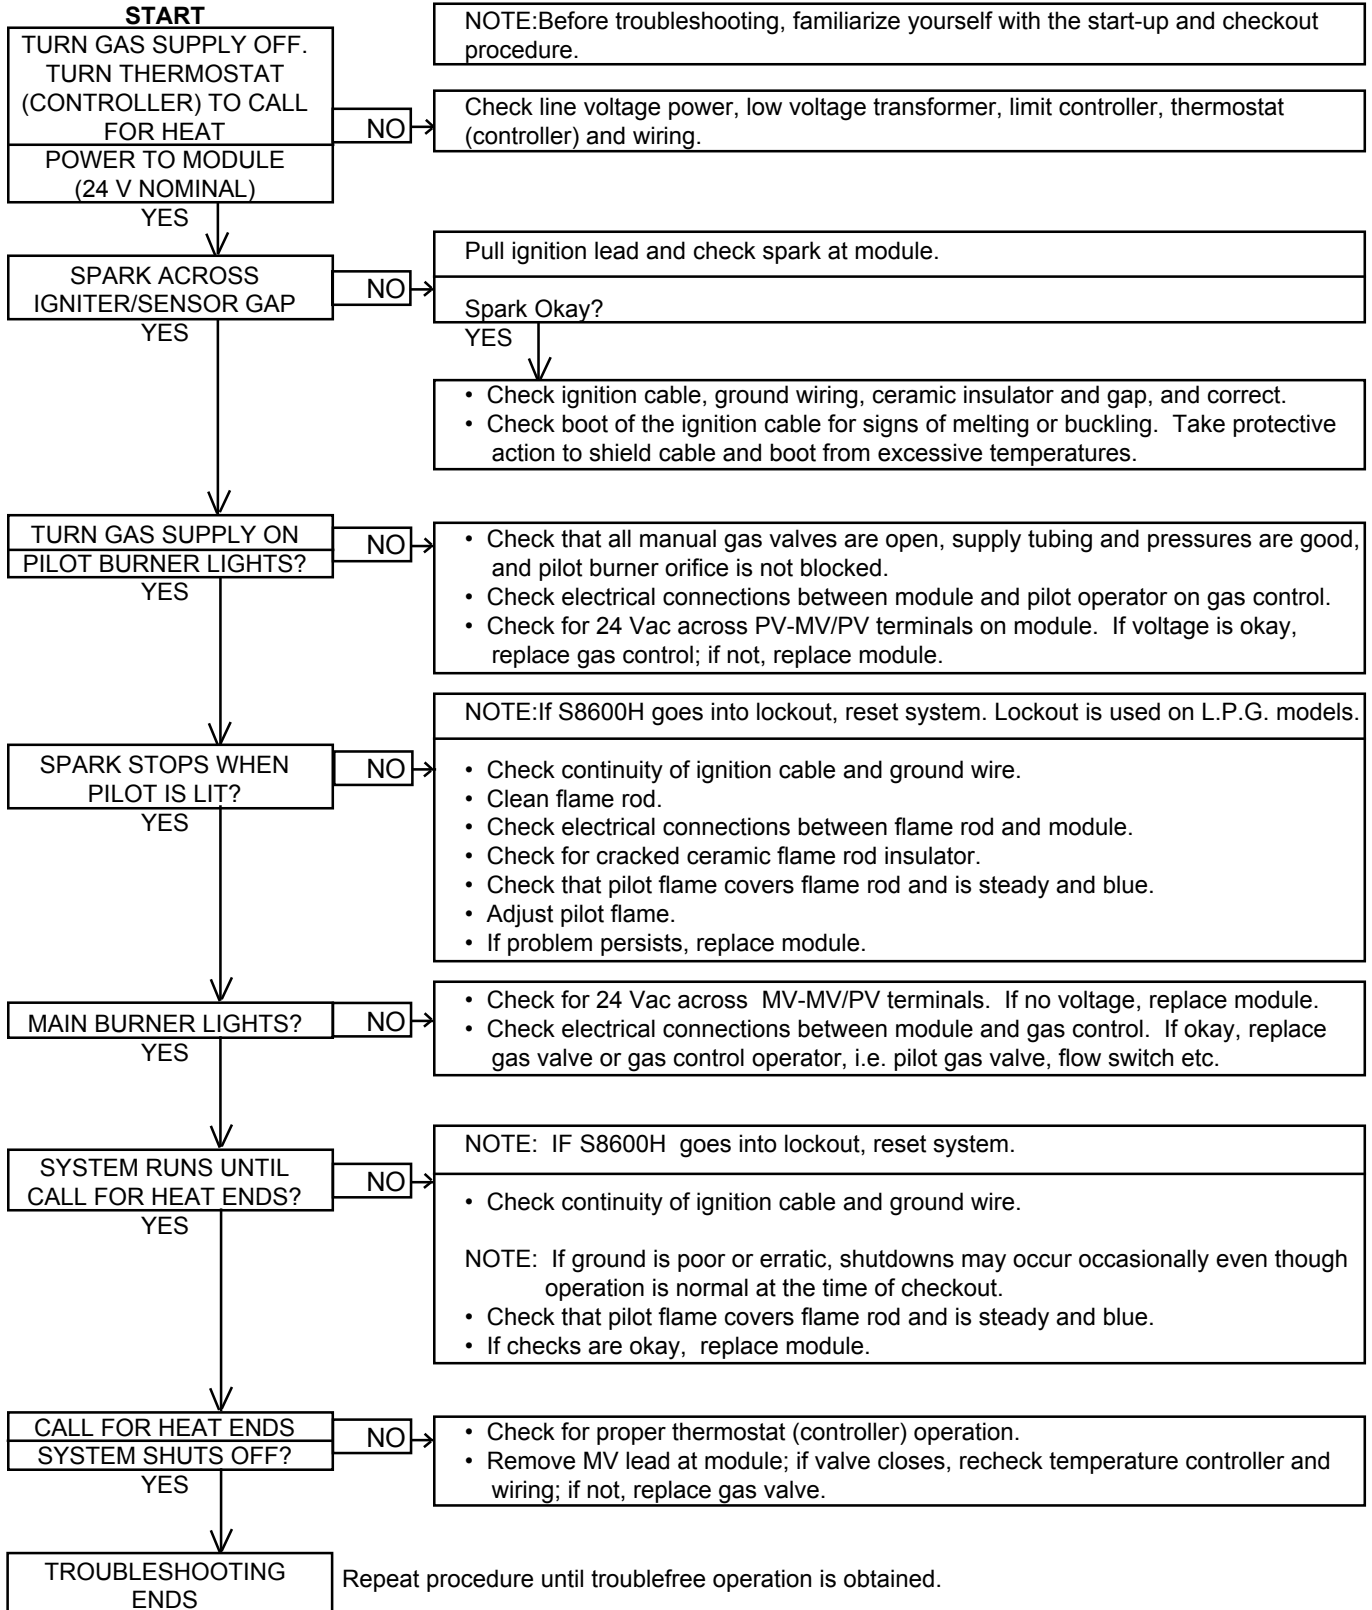 START
TURN GAS SUPPLY OFF.
TURN THERMOSTAT
(CONTROLLER) TO CALL
FOR HEAT
POWER TO MODULE
(24 V NOMINAL)
NOTE:Before troubleshooting, familiarize yourself with the start-up and checkout
procedure.
NO
Check line voltage power, low voltage transformer, limit controller, thermostat
(controller) and wiring.
YES
SPARK ACROSS
IGNITER/SENSOR GAP
NO
Pull ignition lead and check spark at module.
Spark Okay?
YES
• Check ignition cable, ground wiring, ceramic insulator and gap, and correct.
• Check boot of the ignition cable for signs of melting or buckling. Take protective
action to shield cable and boot from excessive temperatures.
YES
TURN GAS SUPPLY ON
PILOT BURNER LIGHTS?
NO
• Check that all manual gas valves are open, supply tubing and pressures are good,
and pilot burner orifice is not blocked.
• Check electrical connections between module and pilot operator on gas control.
• Check for 24 Vac across PV-MV/PV terminals on module. If voltage is okay,
replace gas control; if not, replace module.
YES
SPARK STOPS WHEN
PILOT IS LIT?
NO
NOTE:If S8600H goes into lockout, reset system. Lockout is used on L.P.G. models.
• Check continuity of ignition cable and ground wire.
• Clean flame rod.
• Check electrical connections between flame rod and module.
• Check for cracked ceramic flame rod insulator.
• Check that pilot flame covers flame rod and is steady and blue.
• Adjust pilot flame.
• If problem persists, replace module.
YES
MAIN BURNER LIGHTS?
NO
• Check for 24 Vac across MV-MV/PV terminals. If no voltage, replace module.
• Check electrical connections between module and gas control. If okay, replace
gas valve or gas control operator, i.e. pilot gas valve, flow switch etc.
YES
SYSTEM RUNS UNTIL
CALL FOR HEAT ENDS?
NO
NOTE: IF S8600H goes into lockout, reset system.
• Check continuity of ignition cable and ground wire.
NOTE: If ground is poor or erratic, shutdowns may occur occasionally even though
operation is normal at the time of checkout.
• Check that pilot flame covers flame rod and is steady and blue.
• If checks are okay, replace module.
YES
CALL FOR HEAT ENDS
SYSTEM SHUTS OFF?
NO
• Check for proper thermostat (controller) operation.
• Remove MV lead at module; if valve closes, recheck temperature controller and
wiring; if not, replace gas valve.
YES
TROUBLESHOOTING
ENDS
Repeat procedure until troublefree operation is obtained.